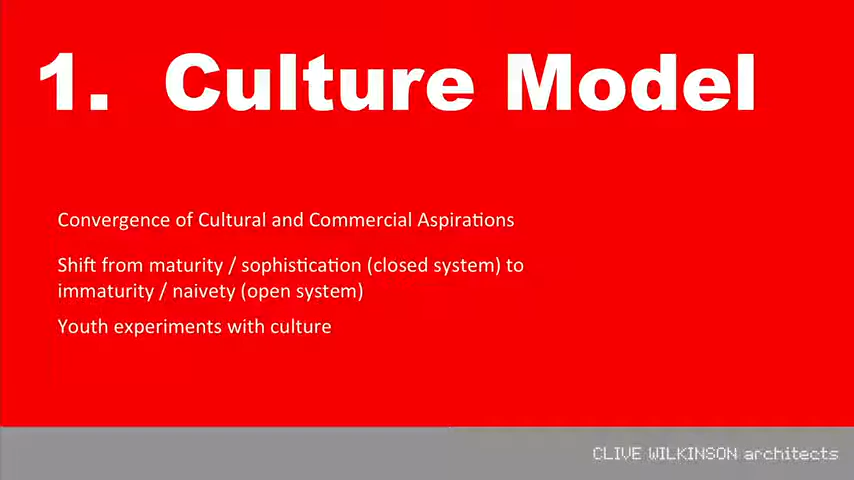 1. Culture Model
Convergence of Cultural and Commercial Aspirations
Shift from maturity / sophistication (closed system) to
immaturity / naivety (open system)
Youth experiments with culture
CLIVE WILKINSON architects